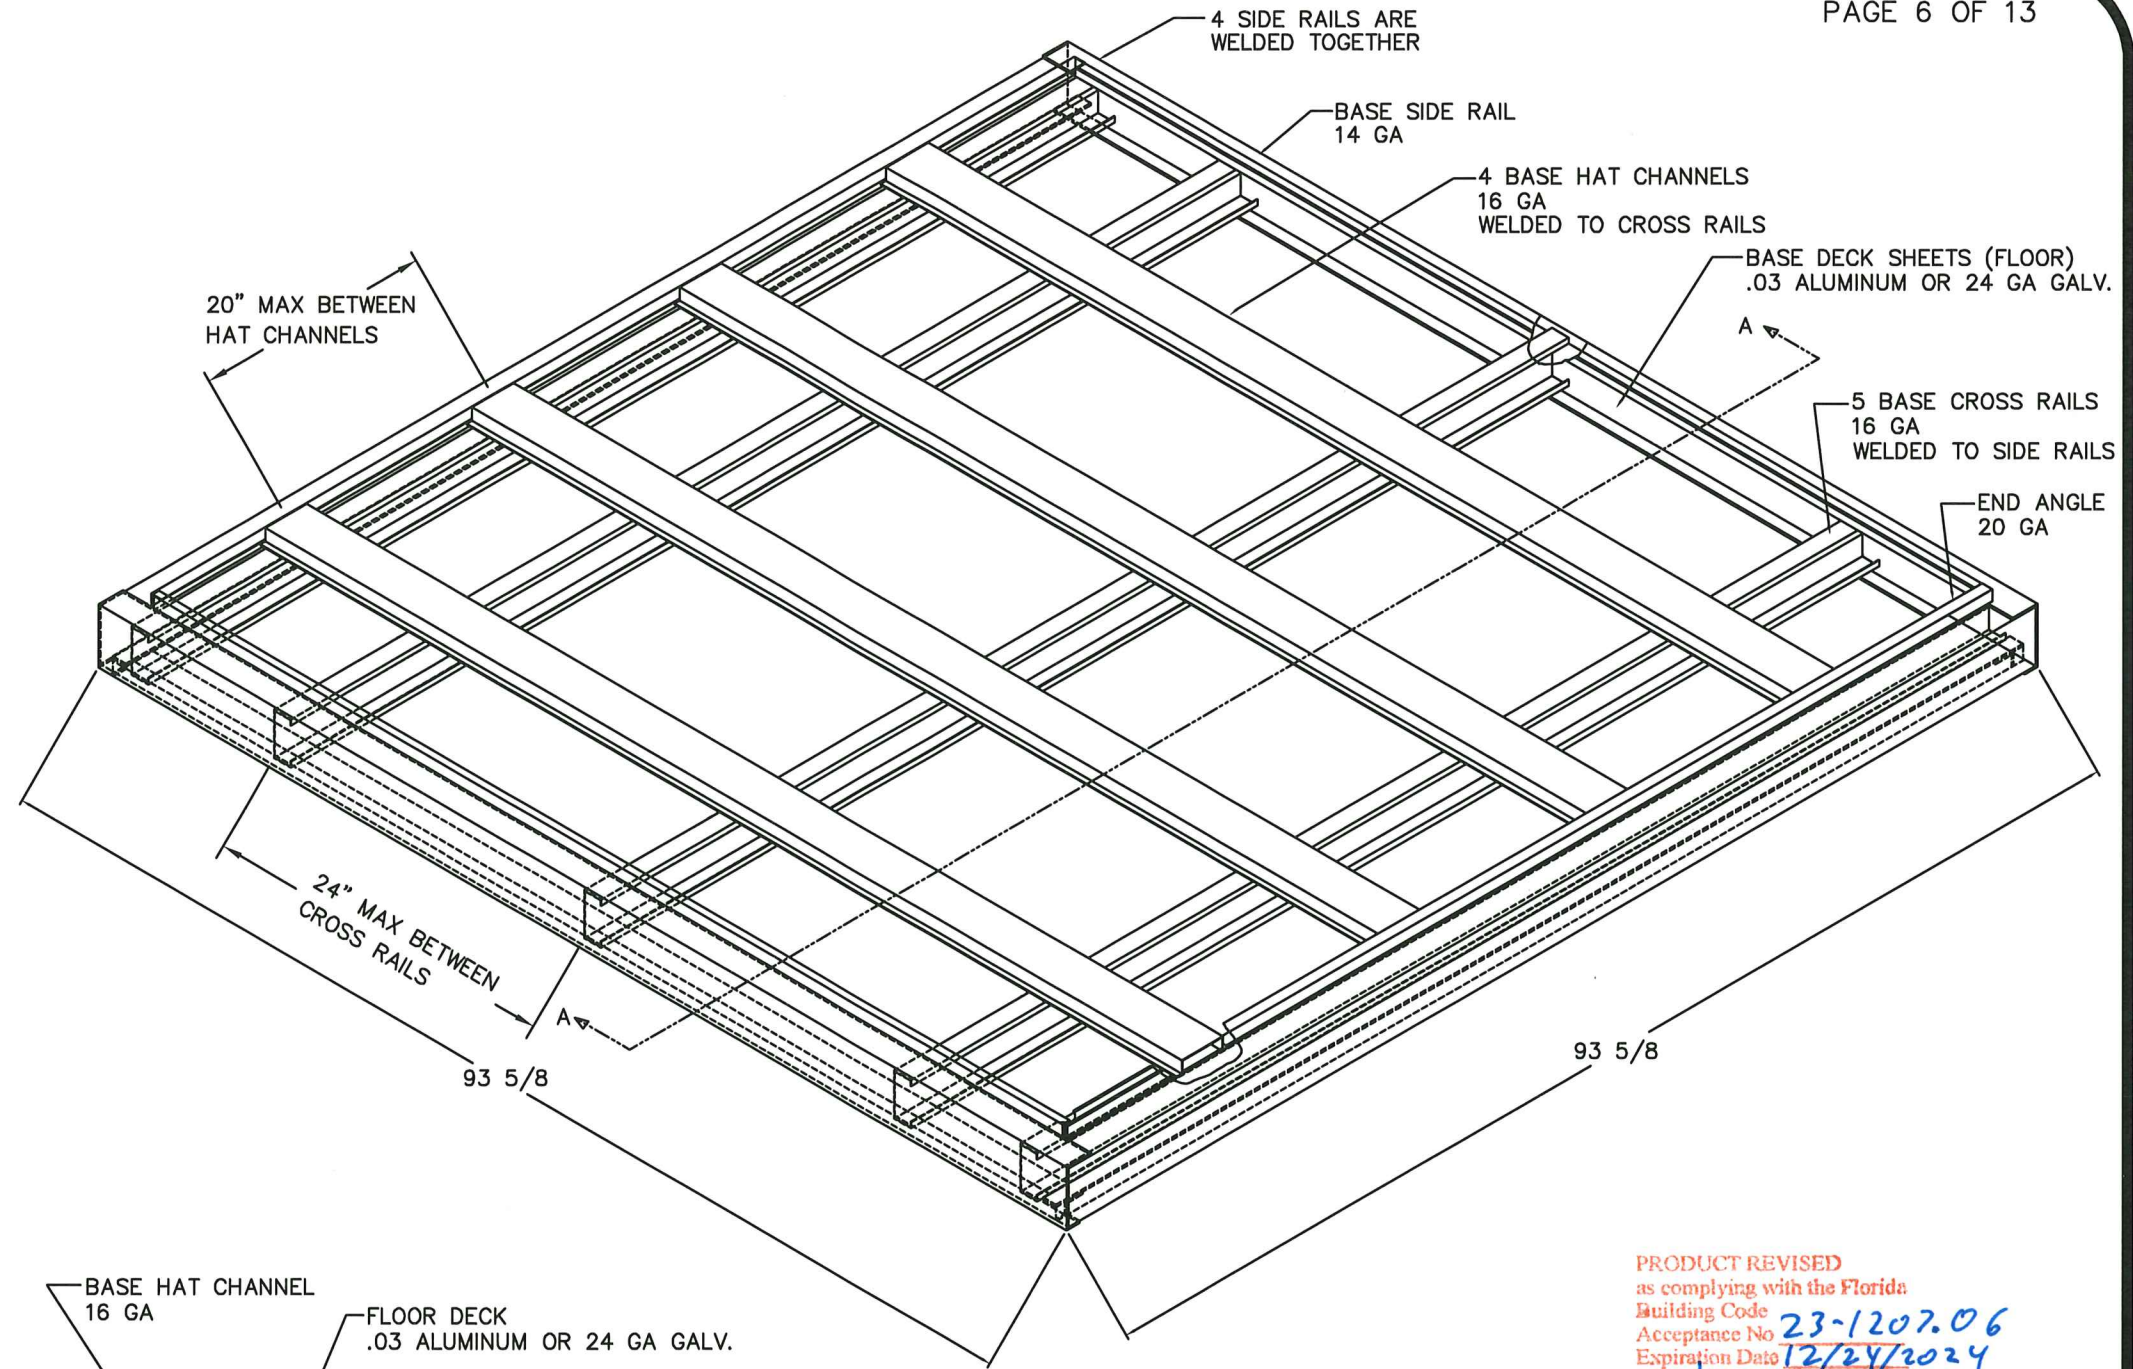 PAGE 6 OF 13
4 SIDE RAILS ARE
WELDED TOGETHER
BASE SIDE RAIL
14 GA
4 BASE HAT CHANNELS
16 GA
WELDED TO CROSS RAILS
BASE DECK SHEETS (FLOOR)
.03 ALUMINUM OR 24 GA GALV.
20" MAX BETWEEN
HAT CHANNELS
A
5 BASE CROSS RAILS
16 GA
WELDED TO SIDE RAILS
END ANGLE
20 GA
24" MAX BETWEEN
CROSS RAILS
A
93 5/8
93 5/8
BASE HAT CHANNEL
16 GA
FLOOR DECK
.03 ALUMINUM OR 24 GA GALV.
PRODUCT REVISED
as complying with the Florida
Building Code
Acceptance No 23-1207.06
Expiration Date 12/24/2024